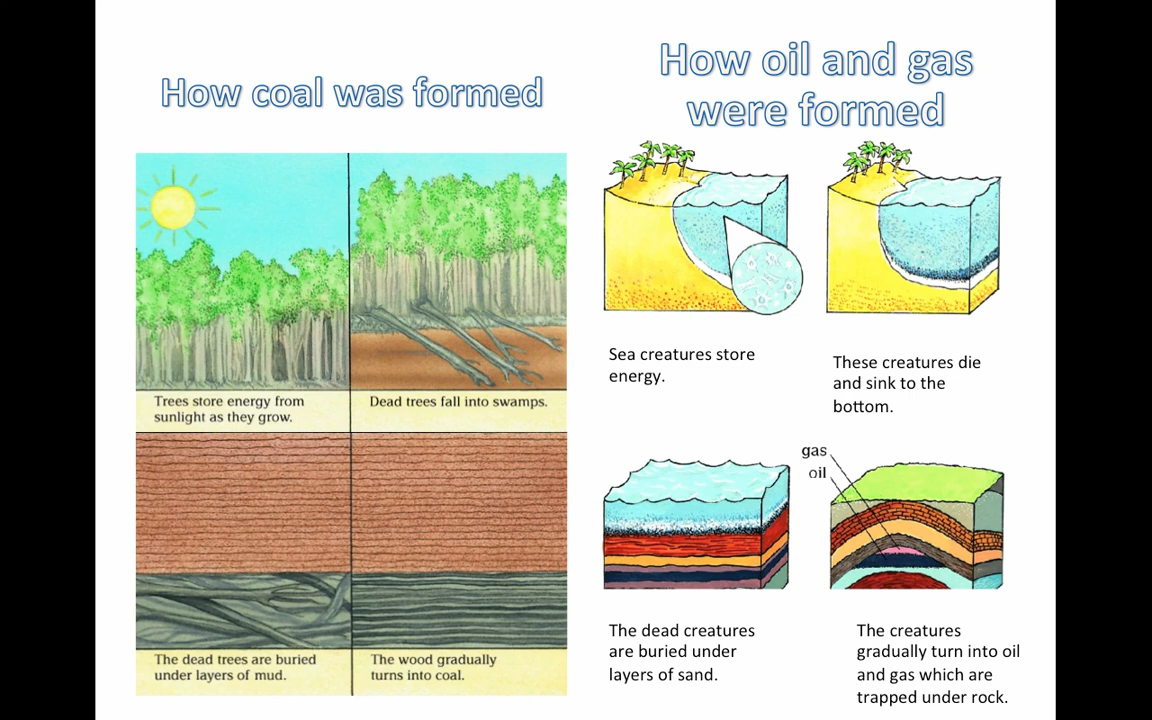 How coal was formed
Trees store energy from
sunlight as they grow.
Dead trees fall into swamps.
The dead trees are buried
under layers of mud.
The wood gradually
turns into coal.
How oil and gas
were formed
Sea creatures store
energy.
These creatures die
and sink to the
bottom.
The dead creatures
are buried under
layers of sand.
gas
oil
The creatures
gradually turn into oil
and gas which are
trapped under rock.